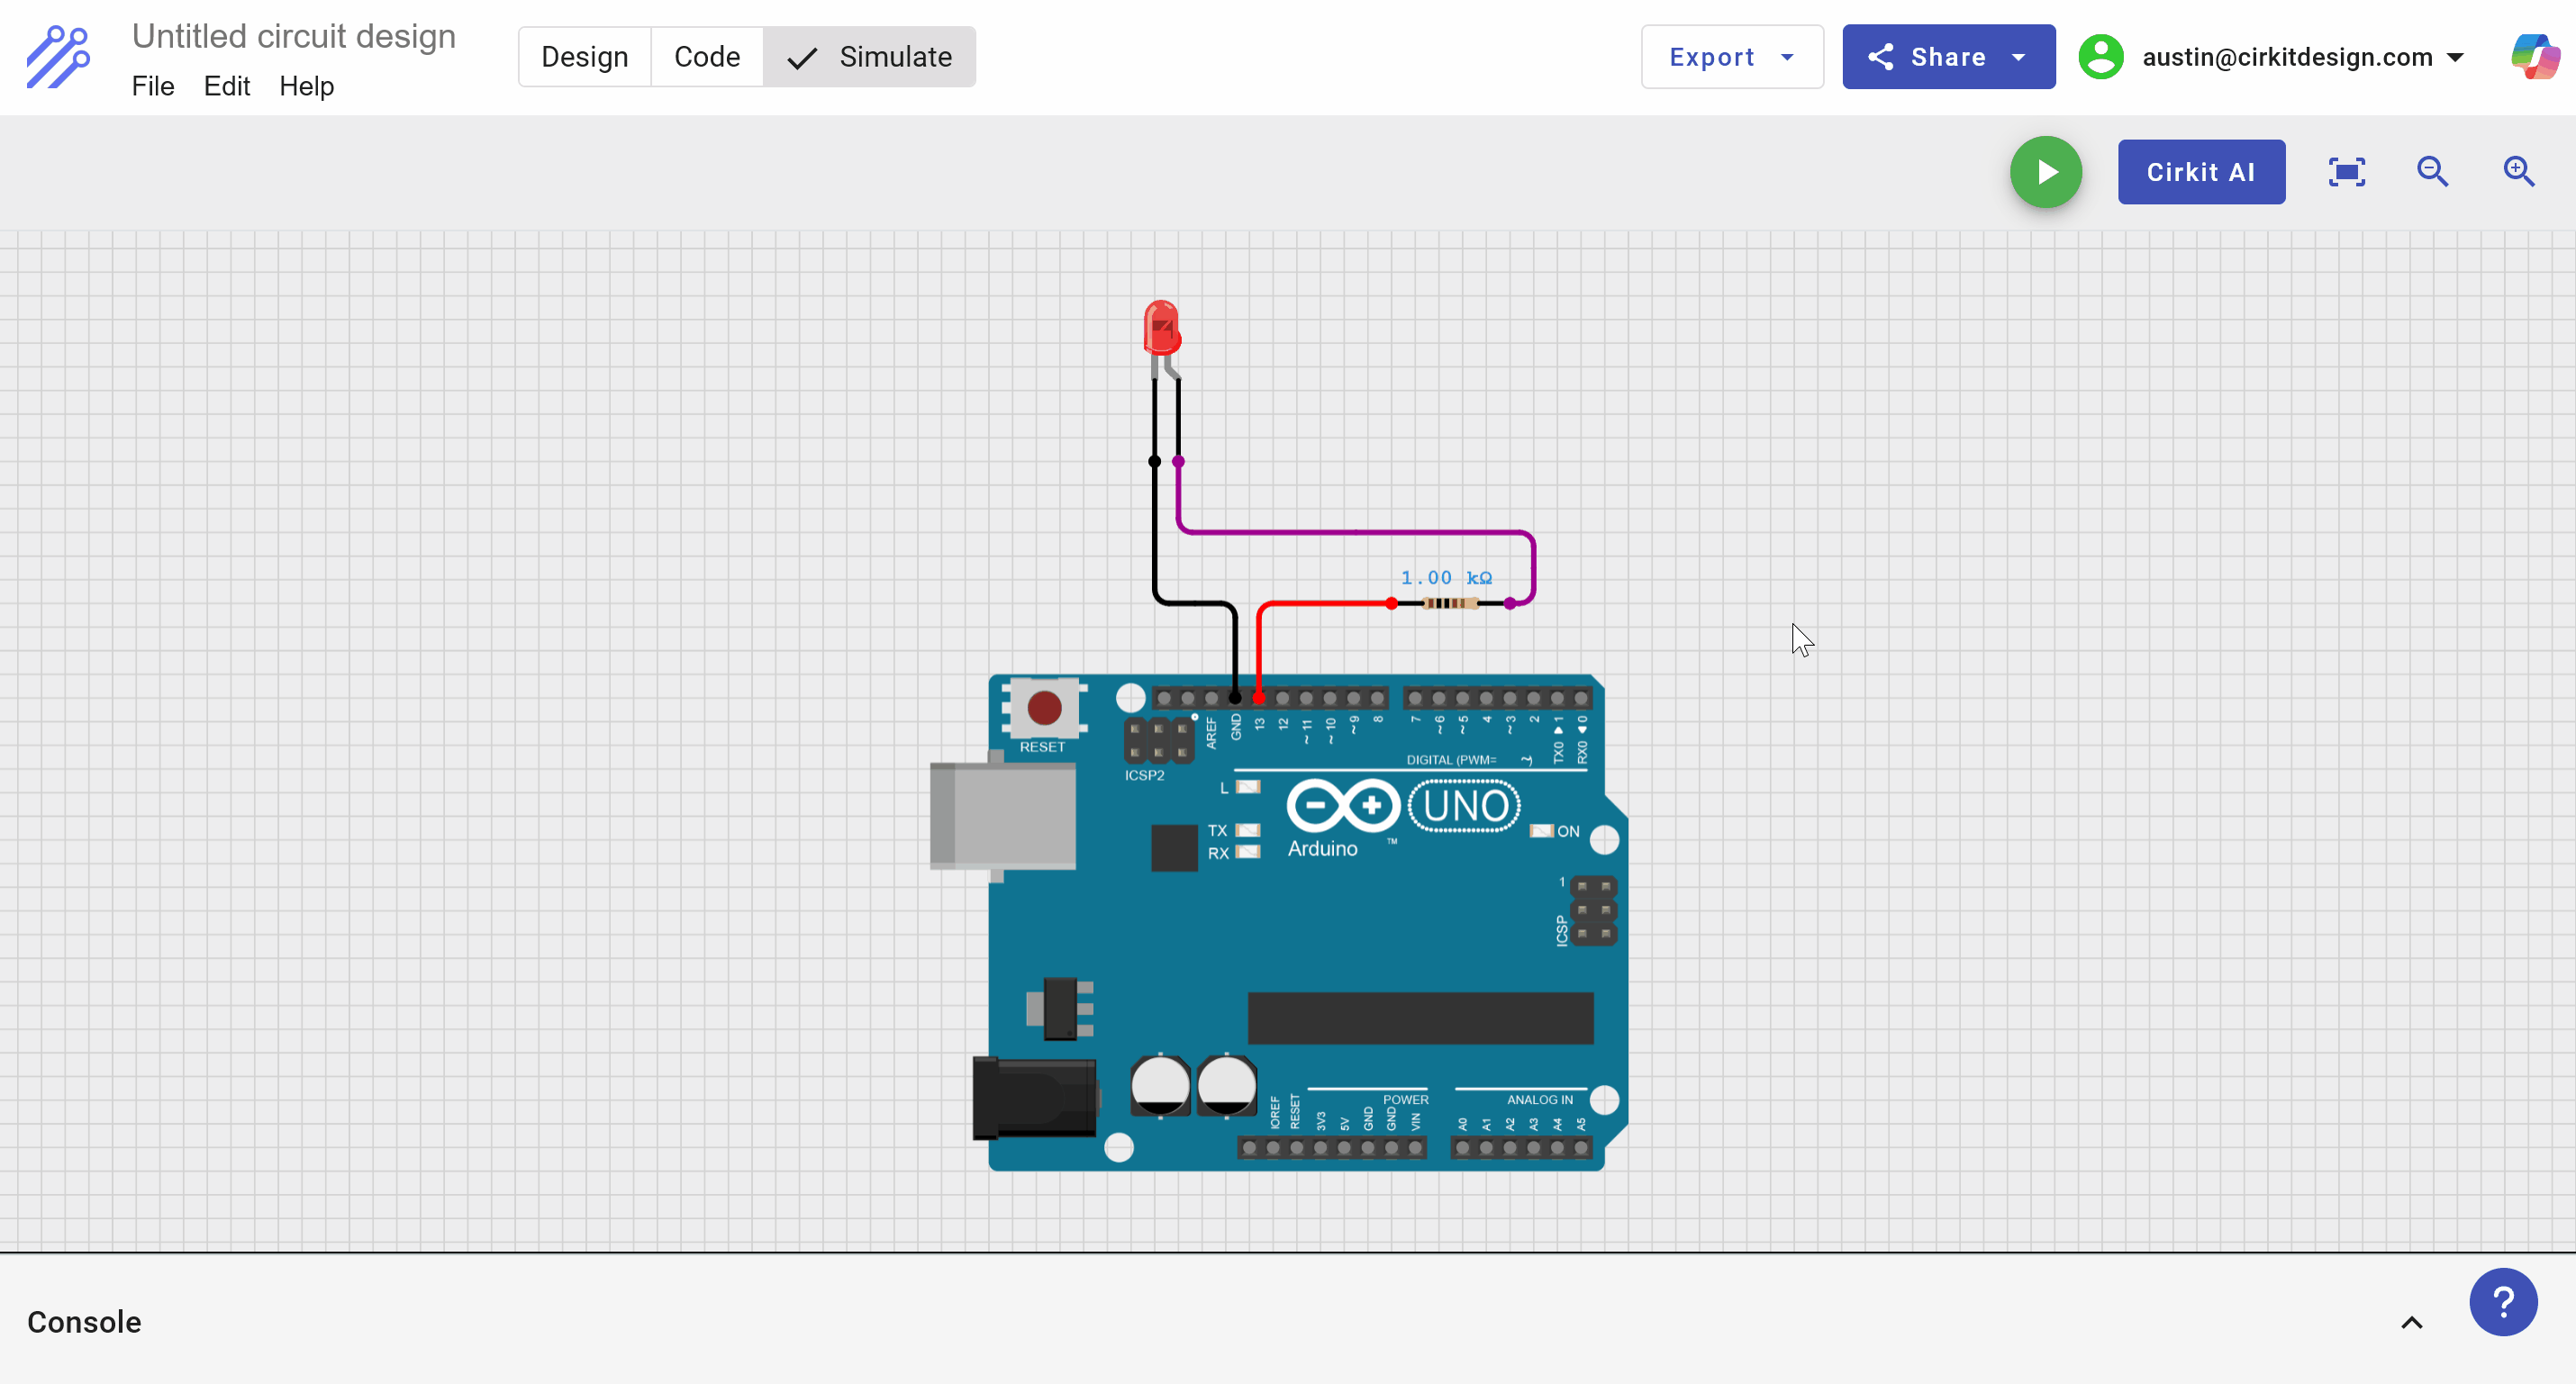 Untitled circuit design
File Edit Help
Design Code Simulate
Export
Share
austin@cirkitdesign.com
Cirkit AI
1.00 kΩ
RESET
ICSP2
AREF GND 13 12 ~11 ~10 ~9 8 7 ~6 ~5 4 ~3 2 TX0 ▶ 1 RX0 ◀ 0
DIGITAL (PWM= ~)
L
TX
RX
UNO
ON
Arduino ™
1
ICSP
POWER
ANALOG IN
IOREF RESET 3V3 5V GND GND VIN A0 A1 A2 A3 A4 A5
Console
?